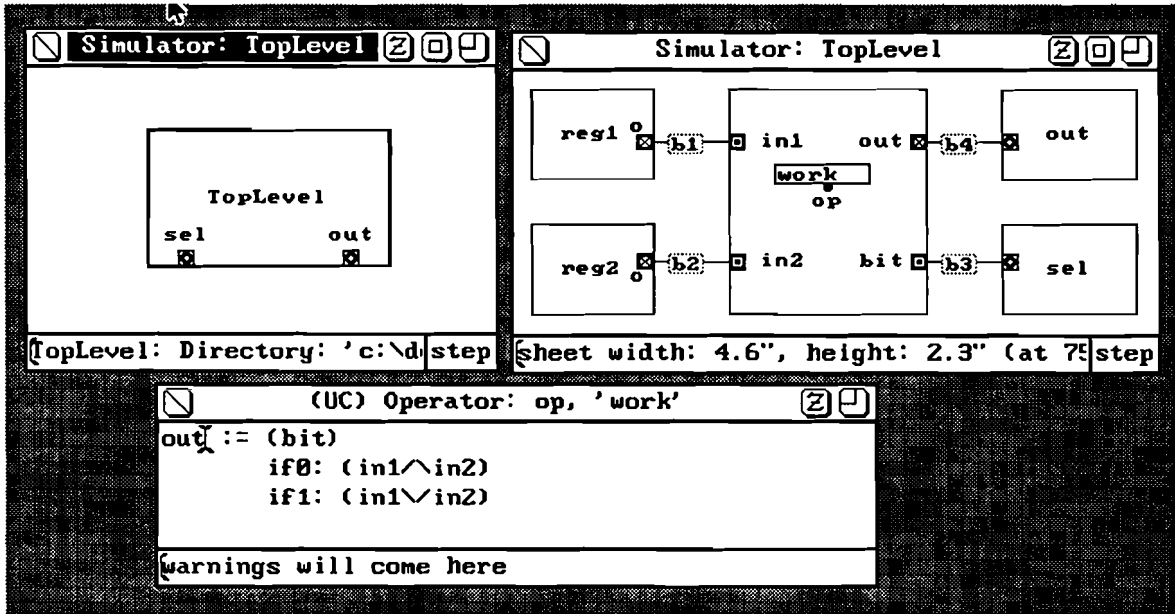 Simulator: TopLevel
TopLevel
sel out
TopLevel: Directory: 'c:\d step
Simulator: TopLevel
reg1 o b1 in1 out b4 out
work
op
reg2 o b2 in2 bit b3 sel
sheet width: 4.6", height: 2.3" (at 75 step
(UC) Operator: op, 'work'
out := (bit)
if0: (in1/\in2)
if1: (in1\/in2)
warnings will come here